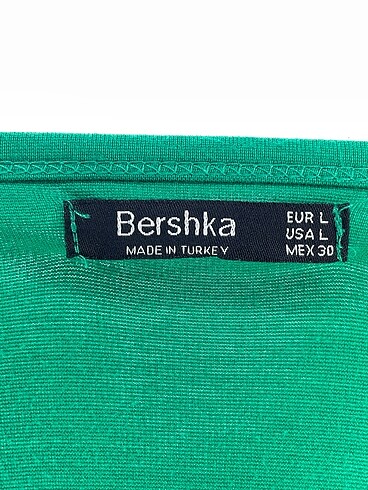 Bershka
MADE IN TURKEY
EUR L
USA L
MEX 30